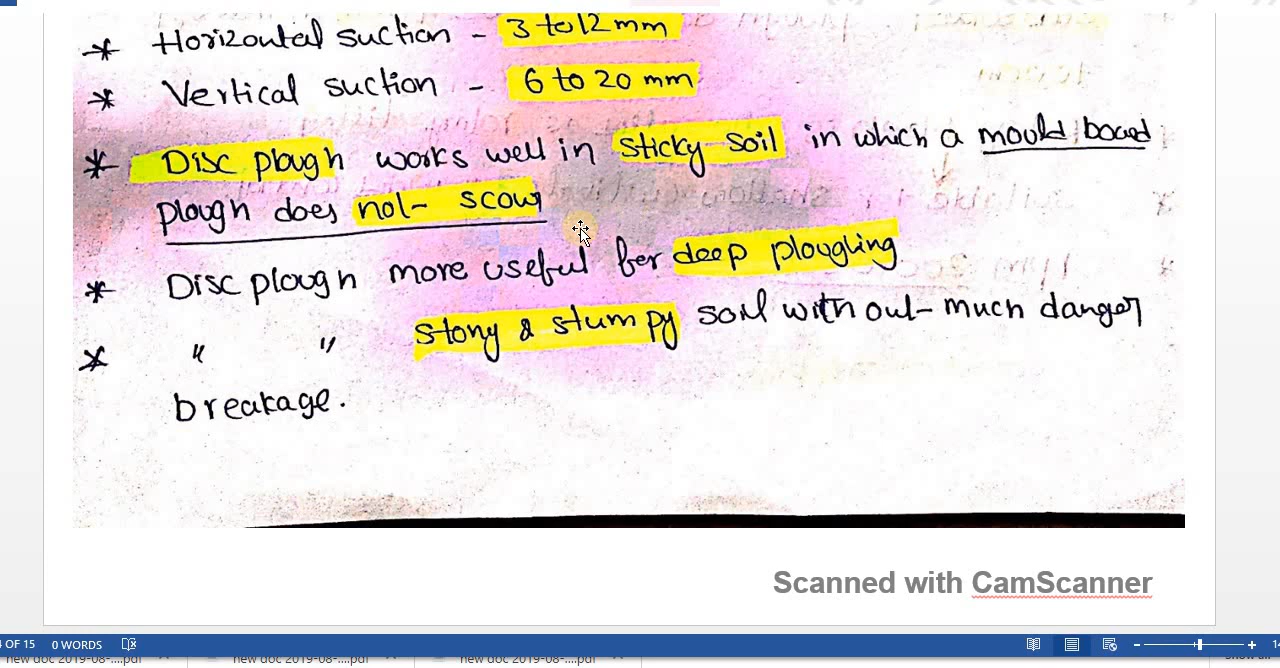 * Horizontal suction - 3 to 12 mm
* Vertical suction - 6 to 20 mm
* Disc plough works well in sticky soil in which a mould board
plough does not scour
* Disc plough more useful for deep ploughing
* " " stony & stumpy soil without much danger
breakage.
Scanned with CamScanner
OF 15 0 WORDS
new doc 2019-08-....pdf new doc 2019-08-....pdf new doc 2019-08-....pdf